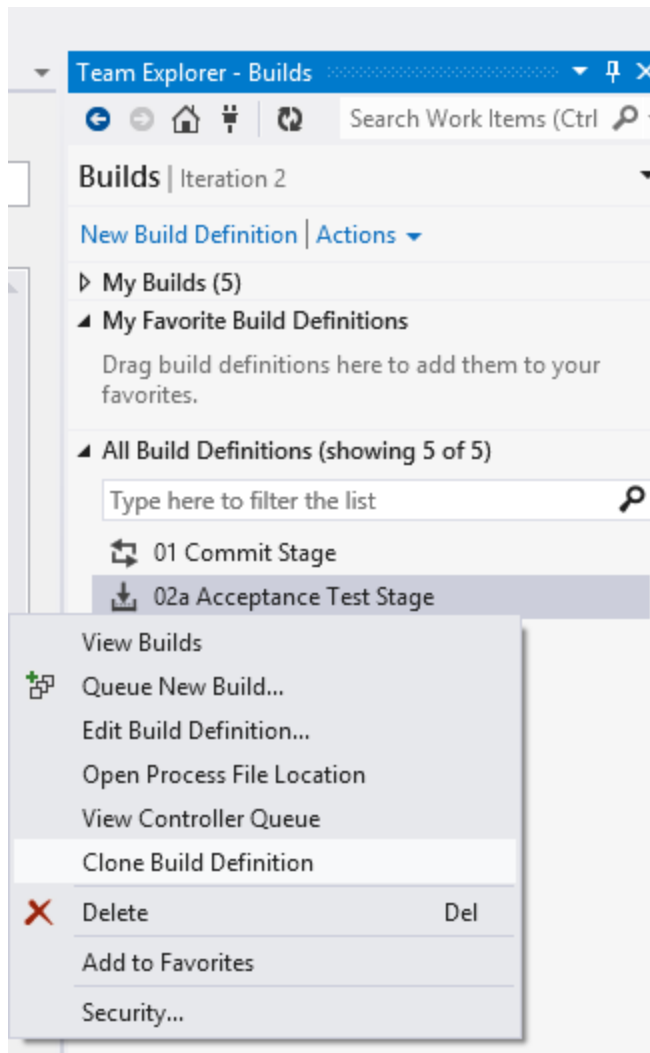 Team Explorer - Builds
Search Work Items (Ctrl
Builds | Iteration 2
New Build Definition | Actions
My Builds (5)
My Favorite Build Definitions
Drag build definitions here to add them to your
favorites.
All Build Definitions (showing 5 of 5)
Type here to filter the list
01 Commit Stage
02a Acceptance Test Stage
View Builds
Queue New Build...
Edit Build Definition...
Open Process File Location
View Controller Queue
Clone Build Definition
Delete Del
Add to Favorites
Security...